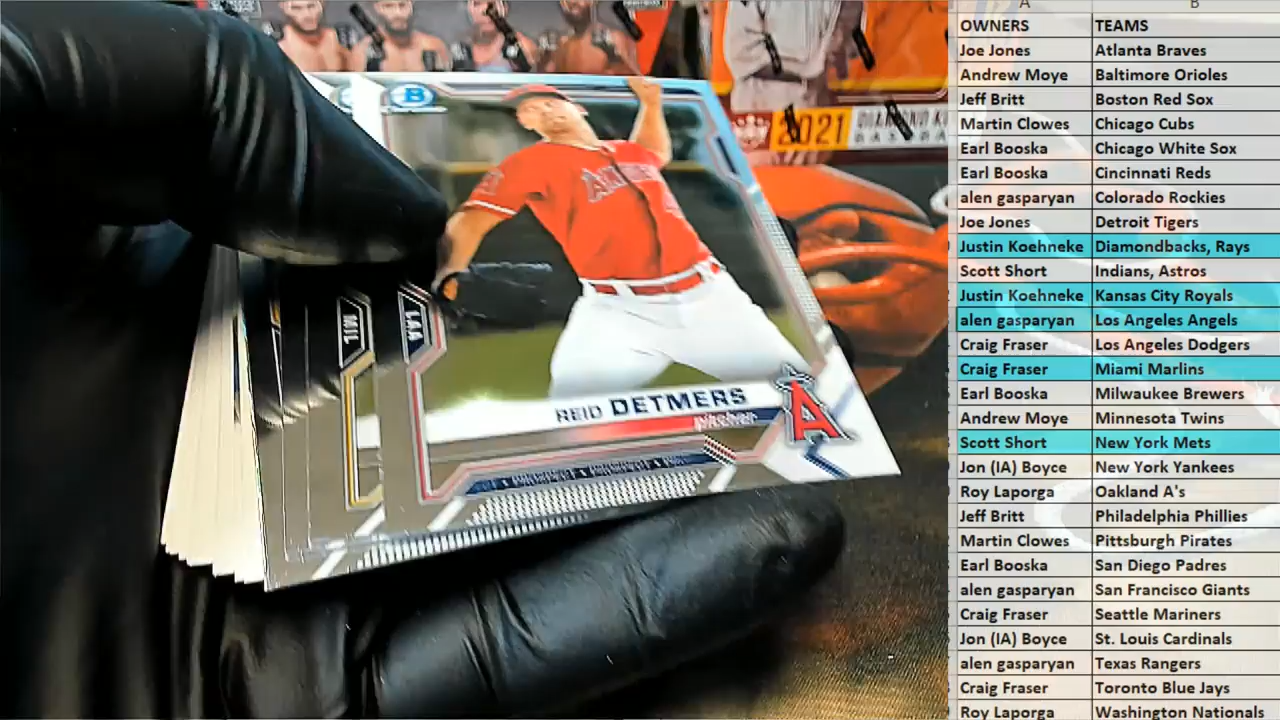 2021
B
ANGELS
MIL
LAA
REID DETMERS
pitcher
A
A B
OWNERS TEAMS
Joe Jones Atlanta Braves
Andrew Moye Baltimore Orioles
Jeff Britt Boston Red Sox
Martin Clowes Chicago Cubs
Earl Booska Chicago White Sox
Earl Booska Cincinnati Reds
alen gasparyan Colorado Rockies
Joe Jones Detroit Tigers
Justin Koehneke Diamondbacks, Rays
Scott Short Indians, Astros
Justin Koehneke Kansas City Royals
alen gasparyan Los Angeles Angels
Craig Fraser Los Angeles Dodgers
Craig Fraser Miami Marlins
Earl Booska Milwaukee Brewers
Andrew Moye Minnesota Twins
Scott Short New York Mets
Jon (IA) Boyce New York Yankees
Roy Laporga Oakland A's
Jeff Britt Philadelphia Phillies
Martin Clowes Pittsburgh Pirates
Earl Booska San Diego Padres
alen gasparyan San Francisco Giants
Craig Fraser Seattle Mariners
Jon (IA) Boyce St. Louis Cardinals
alen gasparyan Texas Rangers
Craig Fraser Toronto Blue Jays
Roy Laporga Washington Nationals